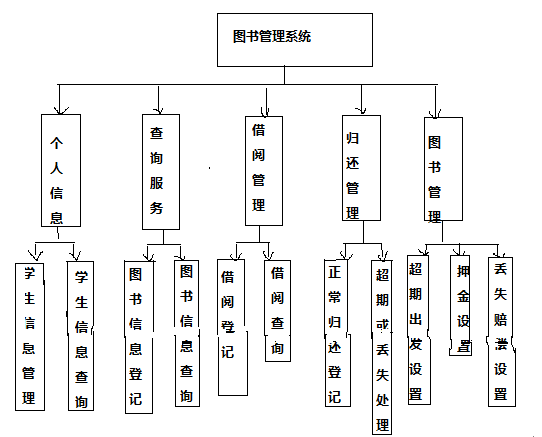 图书管理系统
个人信息
查询服务
借阅管理
归还管理
图书管理
学生信息管理
学生信息查询
图书信息登记
图书信息查询
借阅登记
借阅查询
正常归还登记
超期或丢失处理
超期出发设置
押金设置
丢失赔偿设置